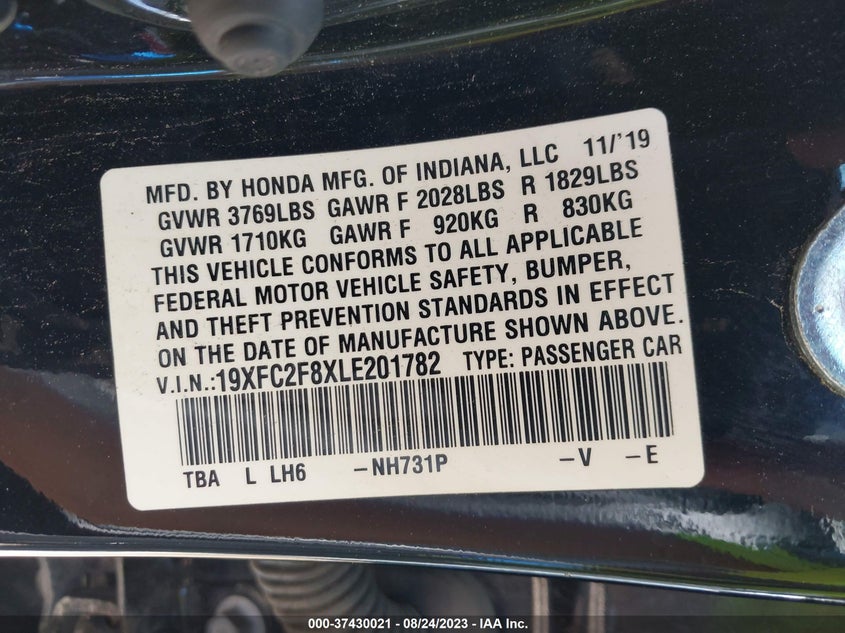 MFD. BY HONDA MFG. OF INDIANA, LLC 11/'19
GVWR 3769LBS GAWR F 2028LBS R 1829LBS
GVWR 1710KG GAWR F 920KG R 830KG
THIS VEHICLE CONFORMS TO ALL APPLICABLE
FEDERAL MOTOR VEHICLE SAFETY, BUMPER,
AND THEFT PREVENTION STANDARDS IN EFFECT
ON THE DATE OF MANUFACTURE SHOWN ABOVE.
V.I.N.:19XFC2F8XLE201782 TYPE: PASSENGER CAR
TBA L LH6 –NH731P –V –E
000-37430021 - 08/24/2023 - IAA Inc.